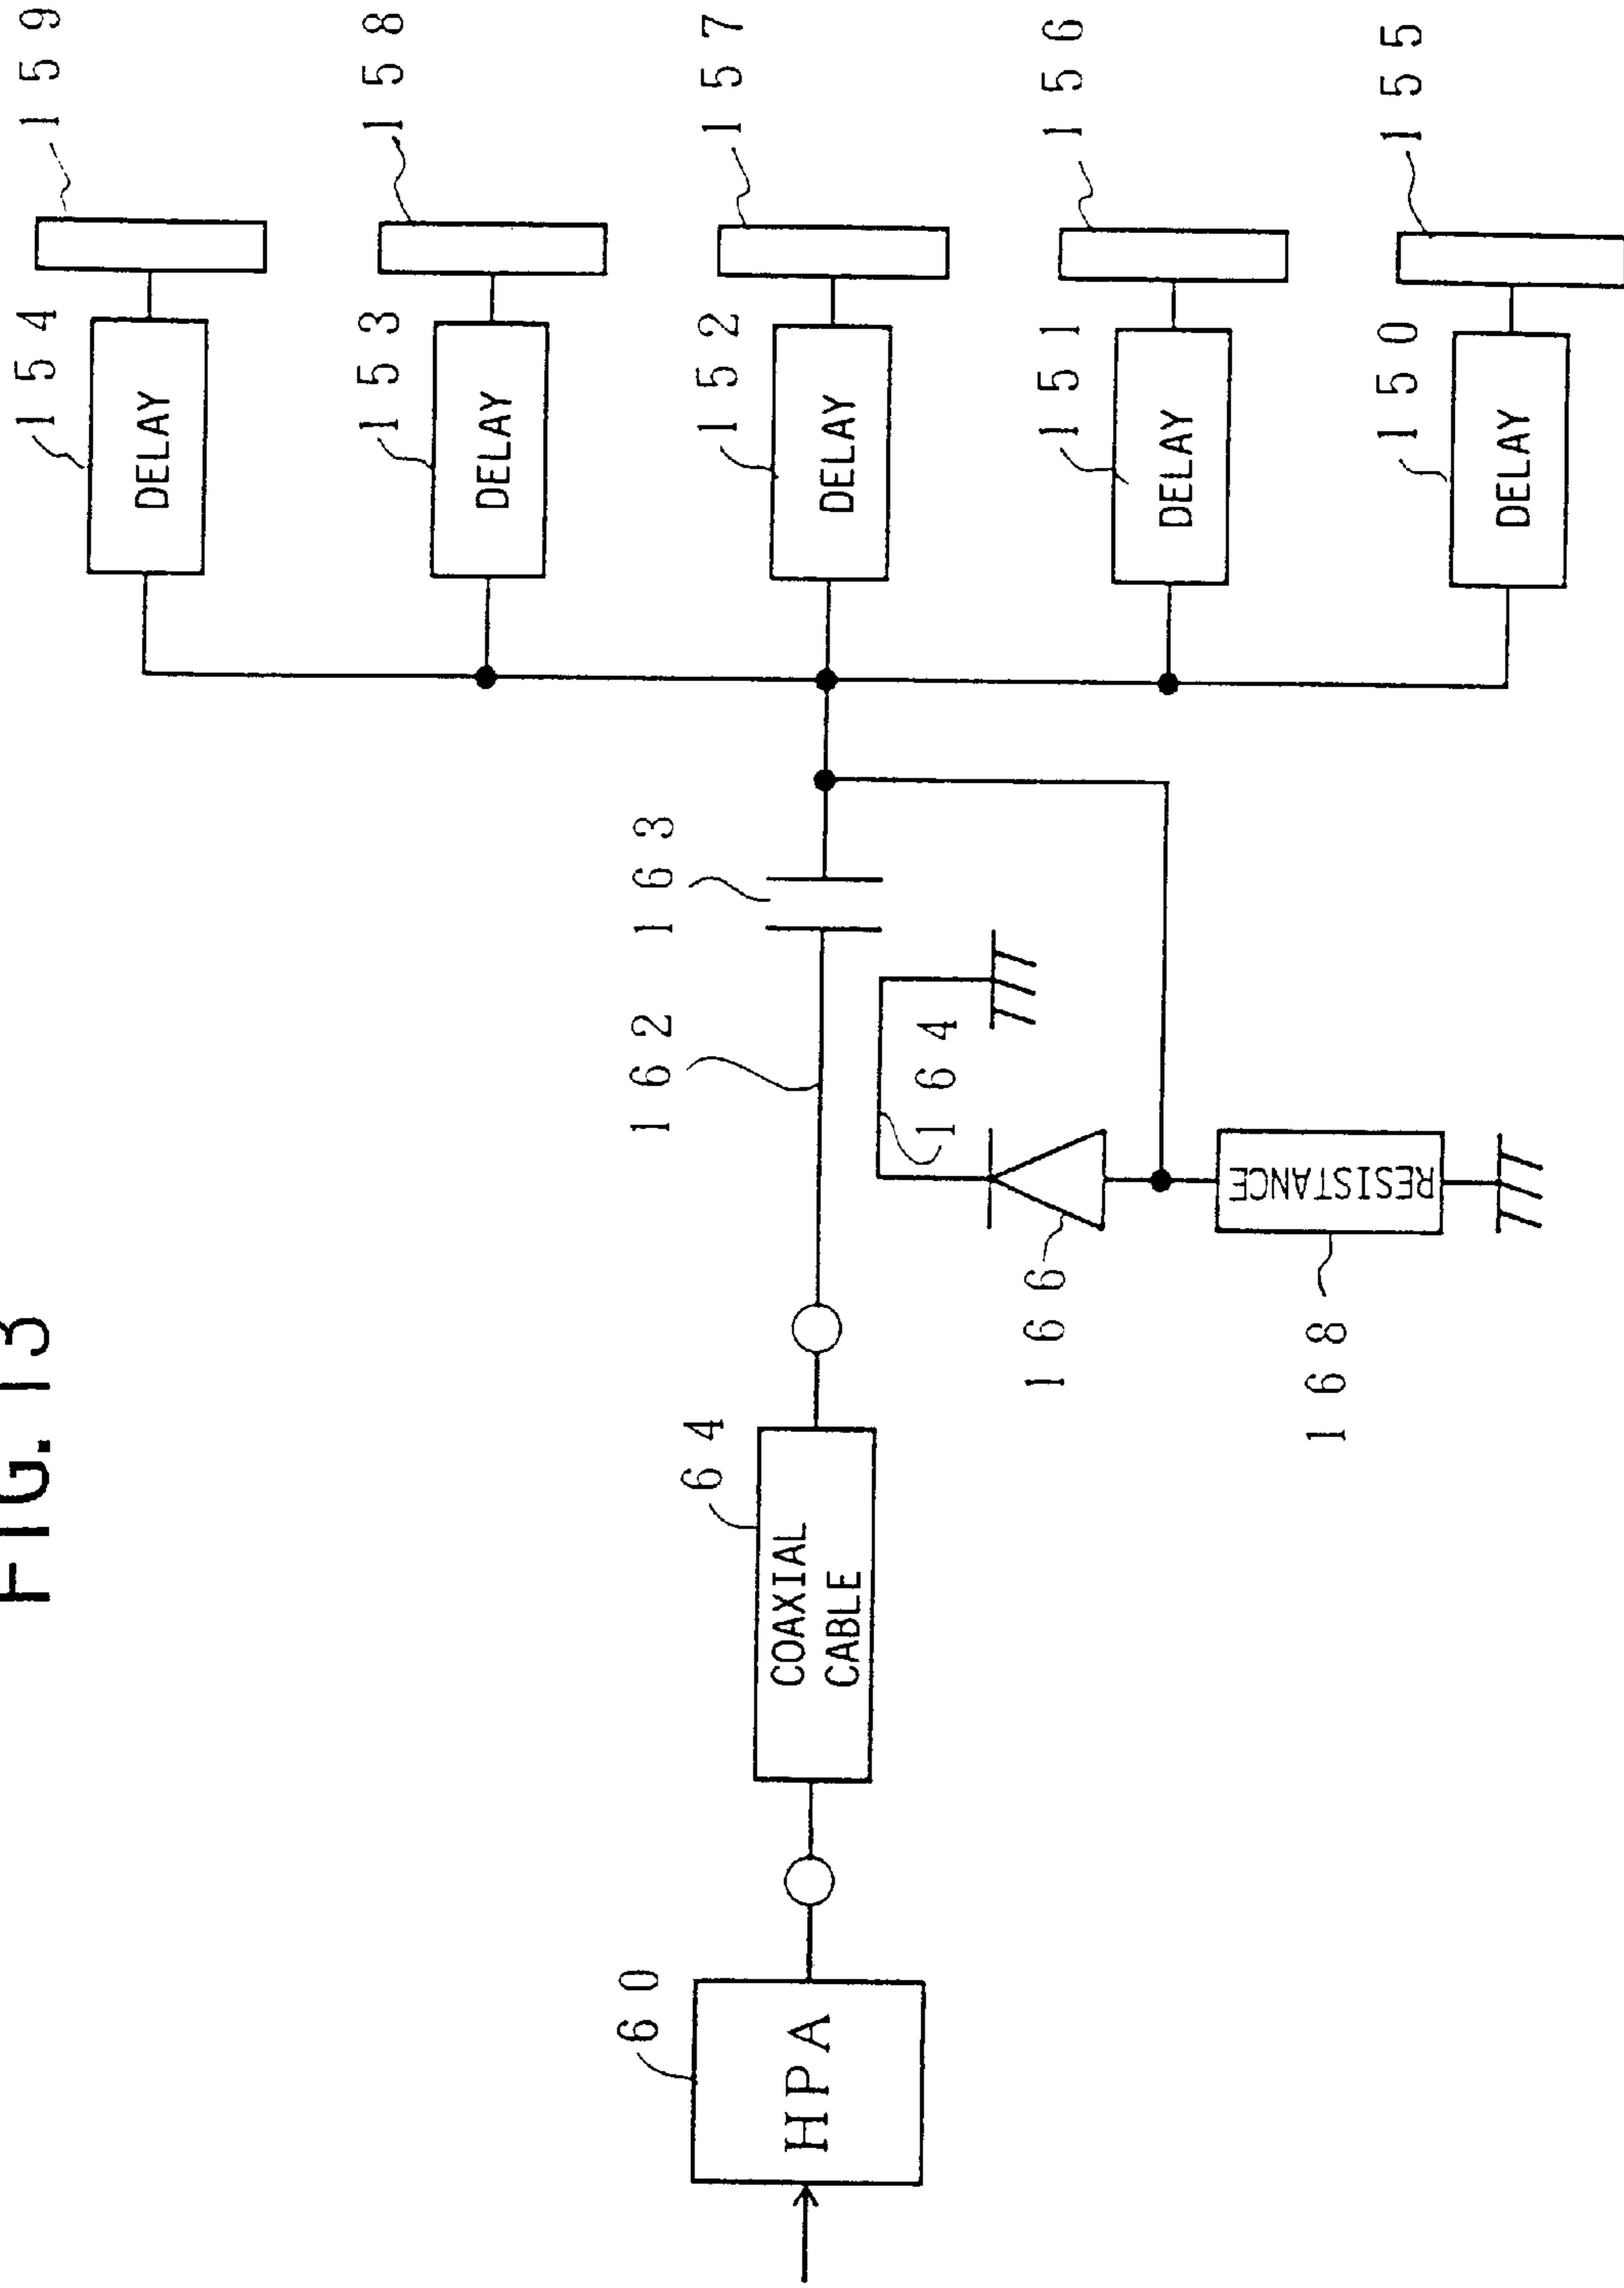 FIG. 13
159
158
157
156
155
154
153
152
151
150
DELAY
DELAY
DELAY
DELAY
DELAY
163
162
164
166
168
RESISTANCE
64
COAXIAL
CABLE
60
HPA